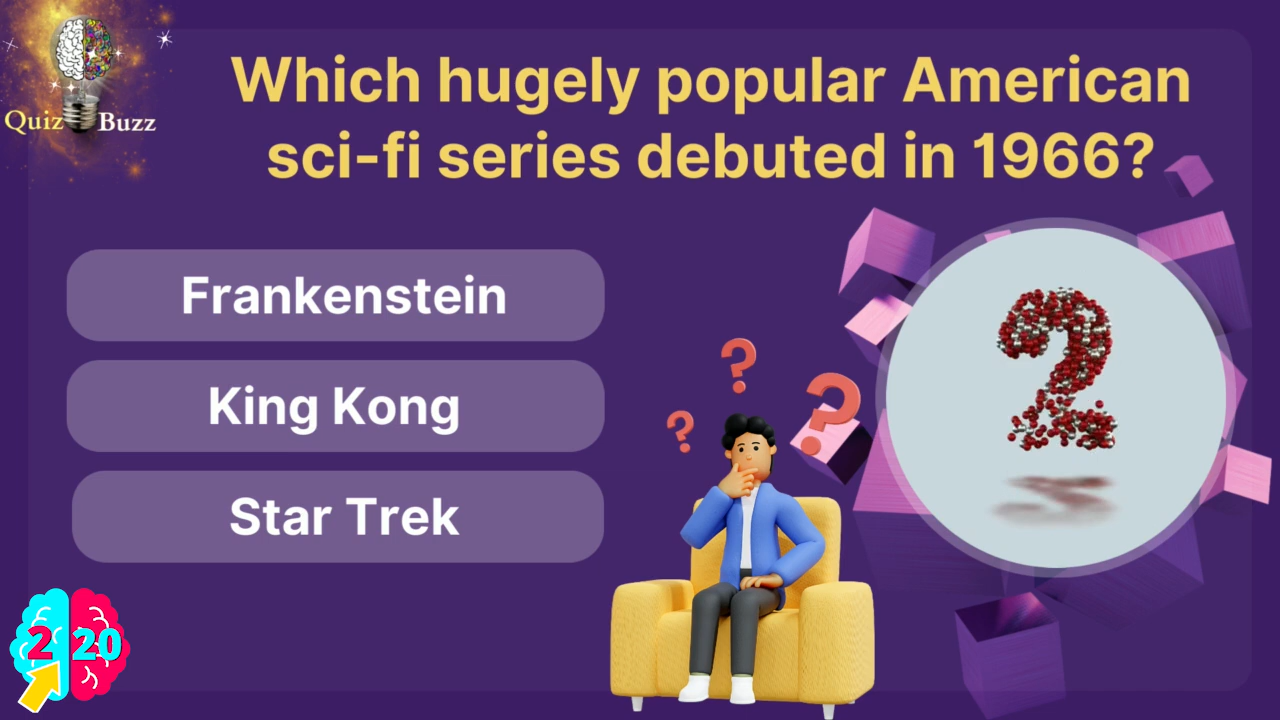 Quiz Buzz
Which hugely popular American
sci-fi series debuted in 1966?
Frankenstein
King Kong
Star Trek
? ? ?
2
2 20